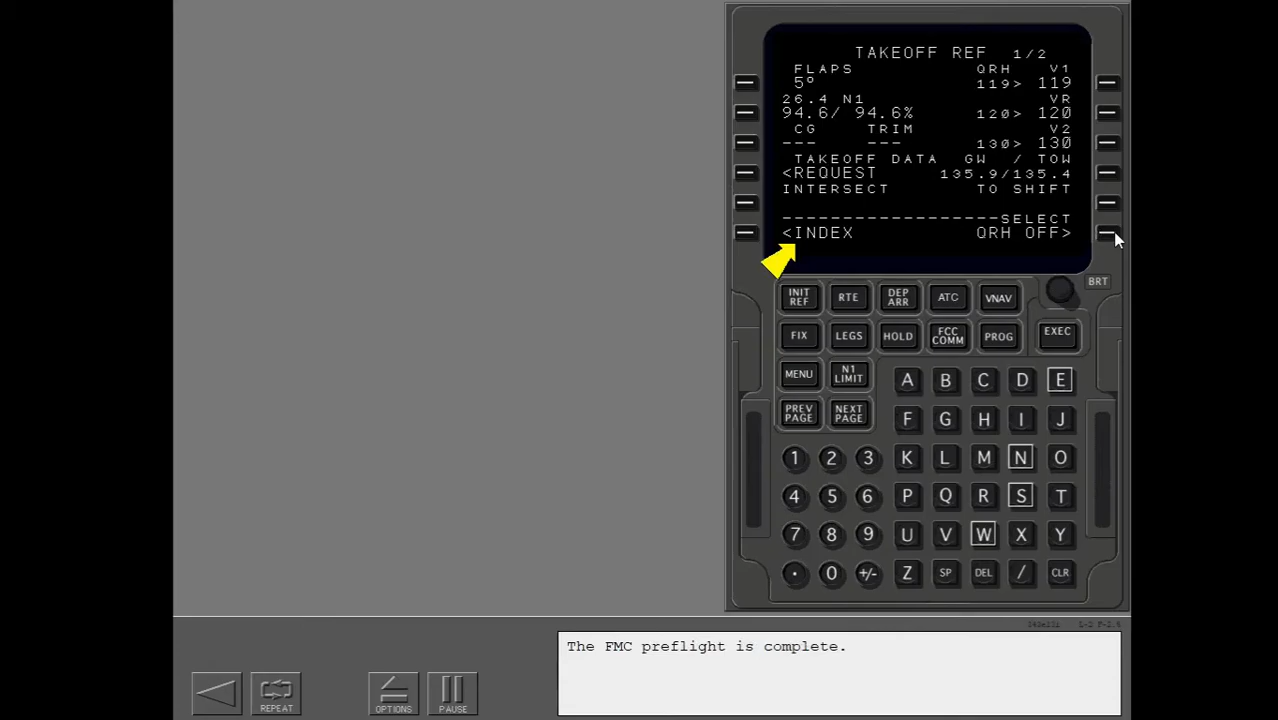 TAKEOFF REF 1/2
FLAPS QRH V1
5° 119> 119
26.4 N1 VR
94.6/ 94.6% 120> 120
CG TRIM V2
--- --- 130> 130
TAKEOFF DATA GW / TOW
<REQUEST 135.9/135.4
INTERSECT TO SHIFT
------------------SELECT
<INDEX QRH OFF>
BRT
INIT REF RTE DEP ARR ATC VNAV
FIX LEGS HOLD FCC COMM PROG EXEC
MENU N1 LIMIT
A B C D E
PREV PAGE NEXT PAGE
F G H I J
1 2 3 K L M N O
4 5 6 P Q R S T
7 8 9 U V W X Y
. 0 +/- Z SP DEL / CLR
The FMC preflight is complete.
REPEAT OPTIONS PAUSE